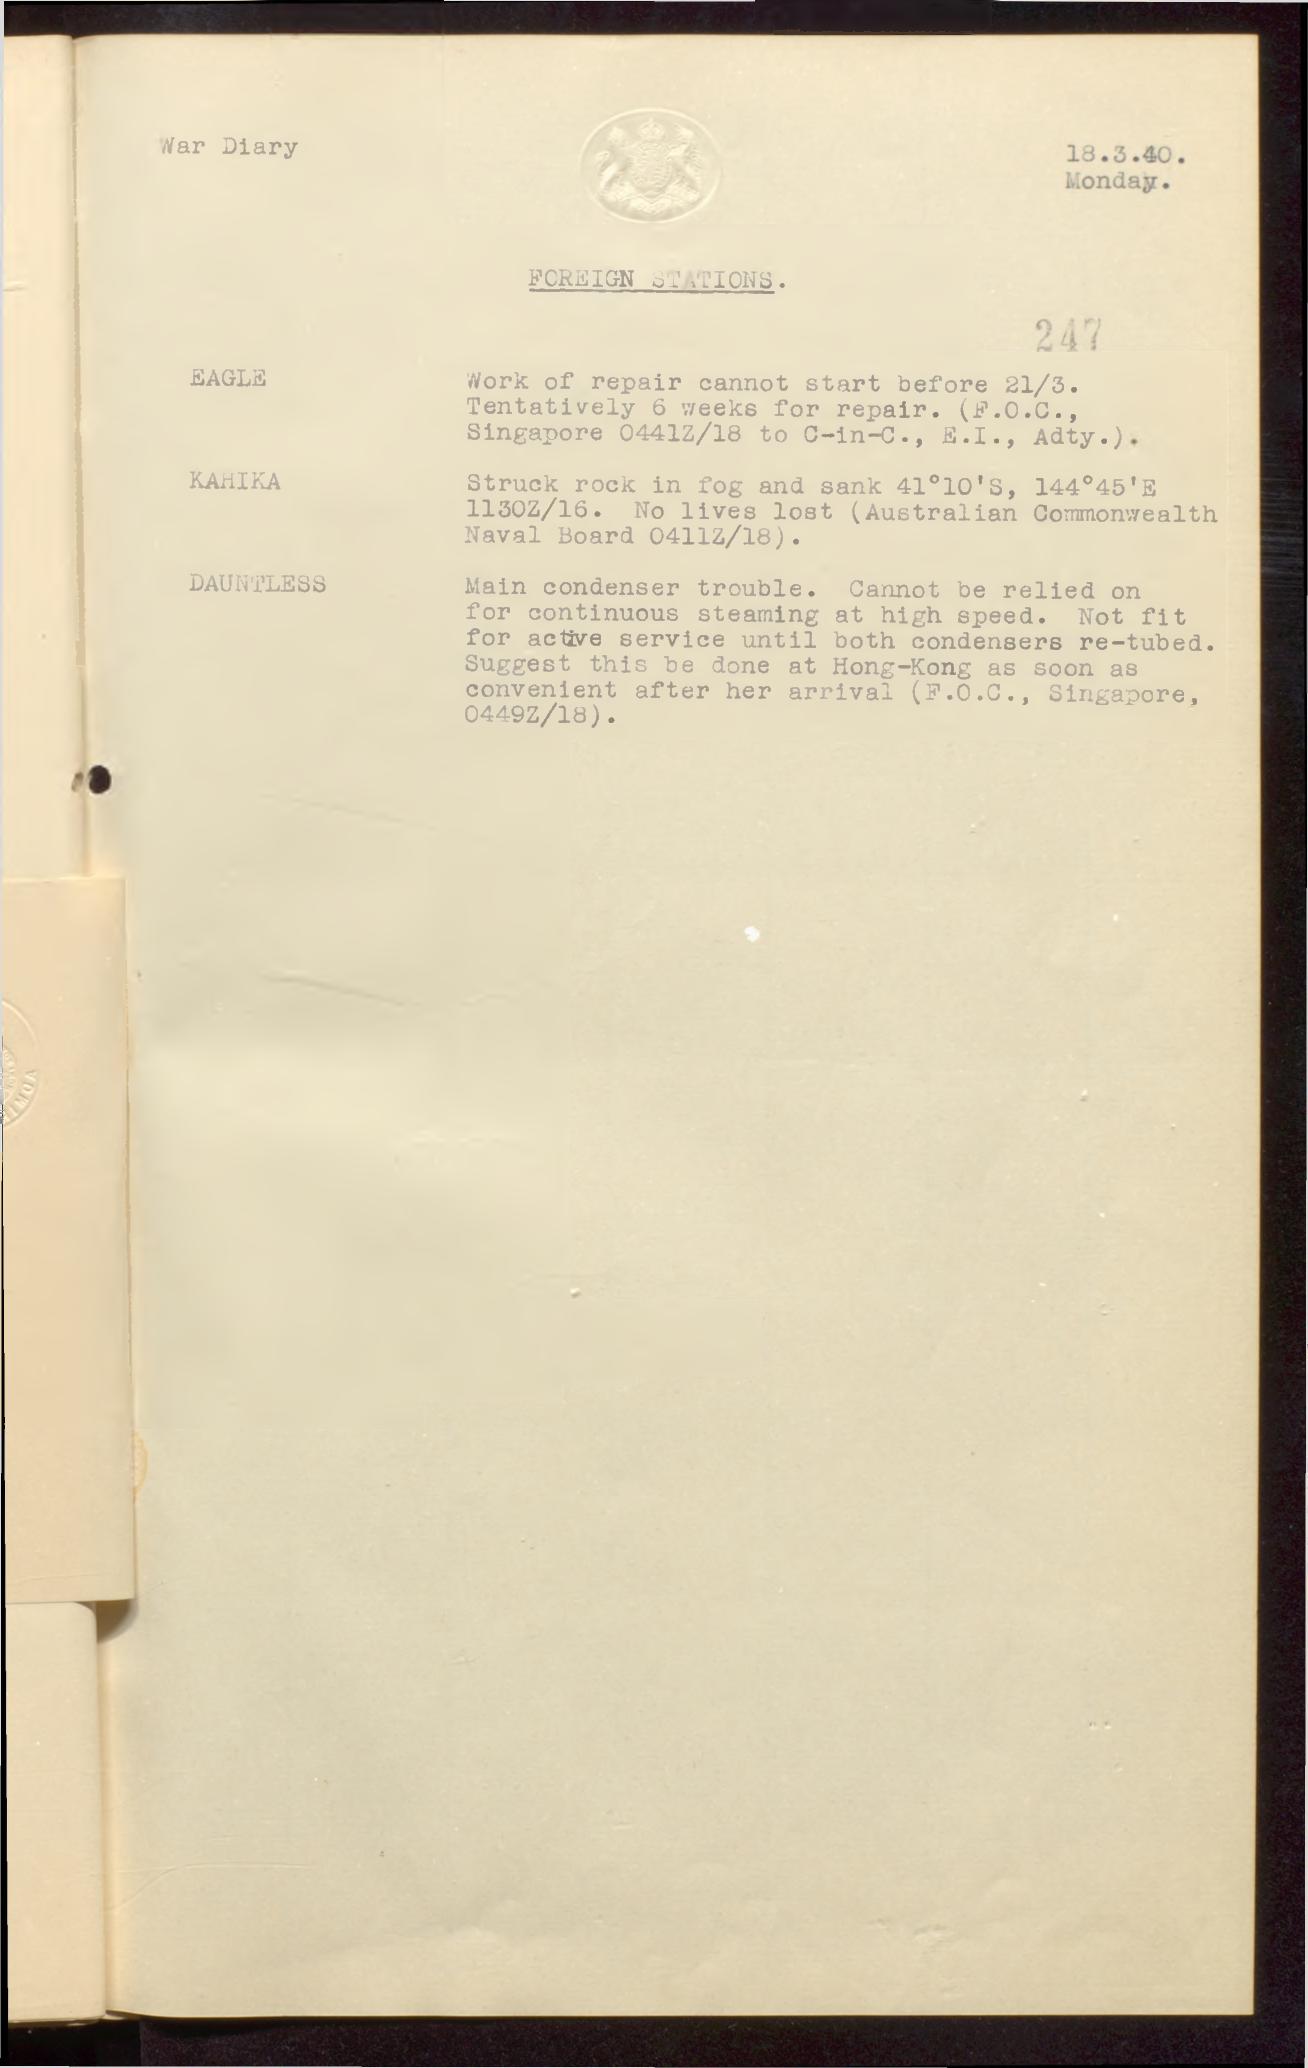 War Diary
18.3.40.
Monday.
FOREIGN STATIONS.
247
EAGLE
Work of repair cannot start before 21/3.
Tentatively 6 weeks for repair. (F.O.C.,
Singapore 0441Z/18 to C-in-C., E.I., Adty.).
KAHIKA
Struck rock in fog and sank 41°10'S, 144°45'E
1130Z/16. No lives lost (Australian Commonwealth
Naval Board 0411Z/18).
DAUNTLESS
Main condenser trouble. Cannot be relied on
for continuous steaming at high speed. Not fit
for active service until both condensers re-tubed.
Suggest this be done at Hong-Kong as soon as
convenient after her arrival (F.O.C., Singapore,
0449Z/18).